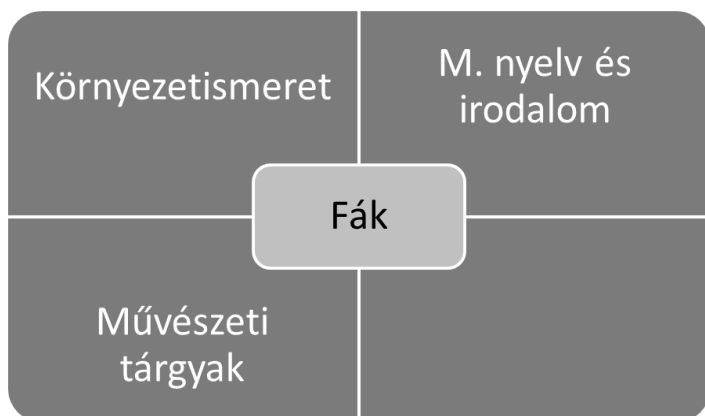 Környezetismeret
M. nyelv és
irodalom
Fák
Művészeti
tárgyak